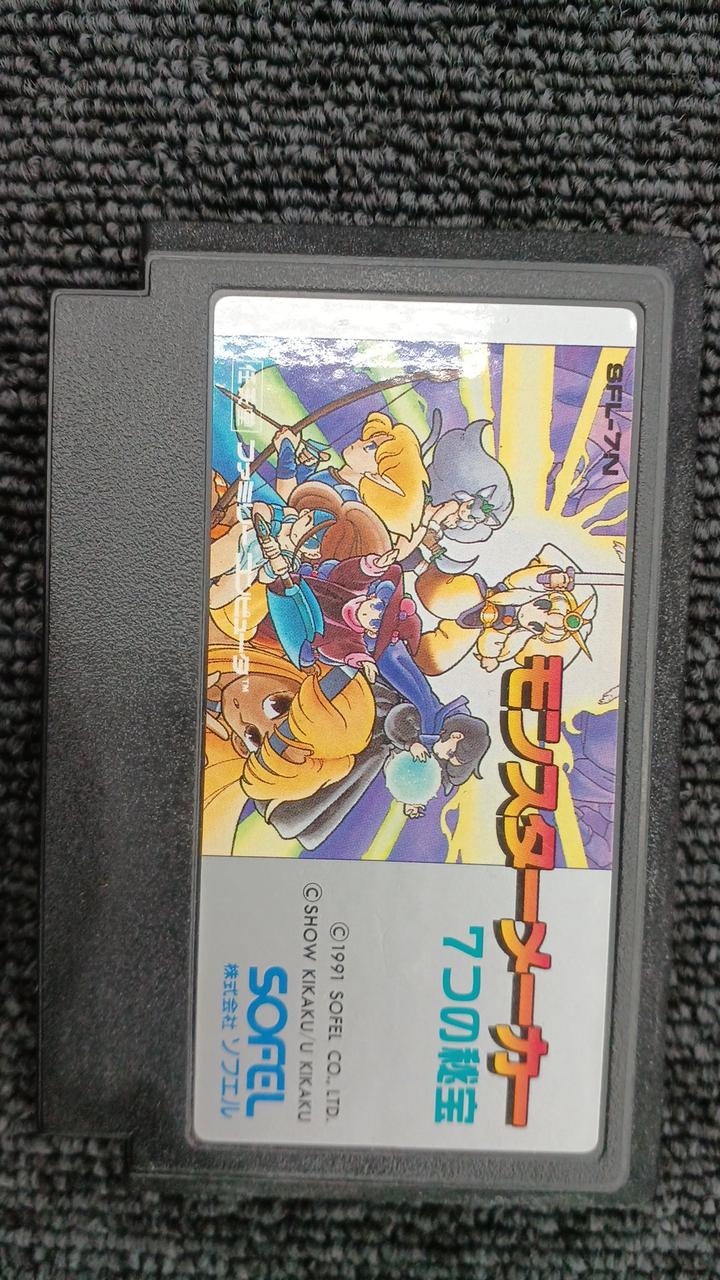 SFL-7N
モンスターメーカー
7つの秘宝
©1991 SOFEL CO., LTD.
©SHOW KIKAKU/U KIKAKU
SOFEL
株式会社 ソフエル
任天堂 ファミリーコンピュータ™